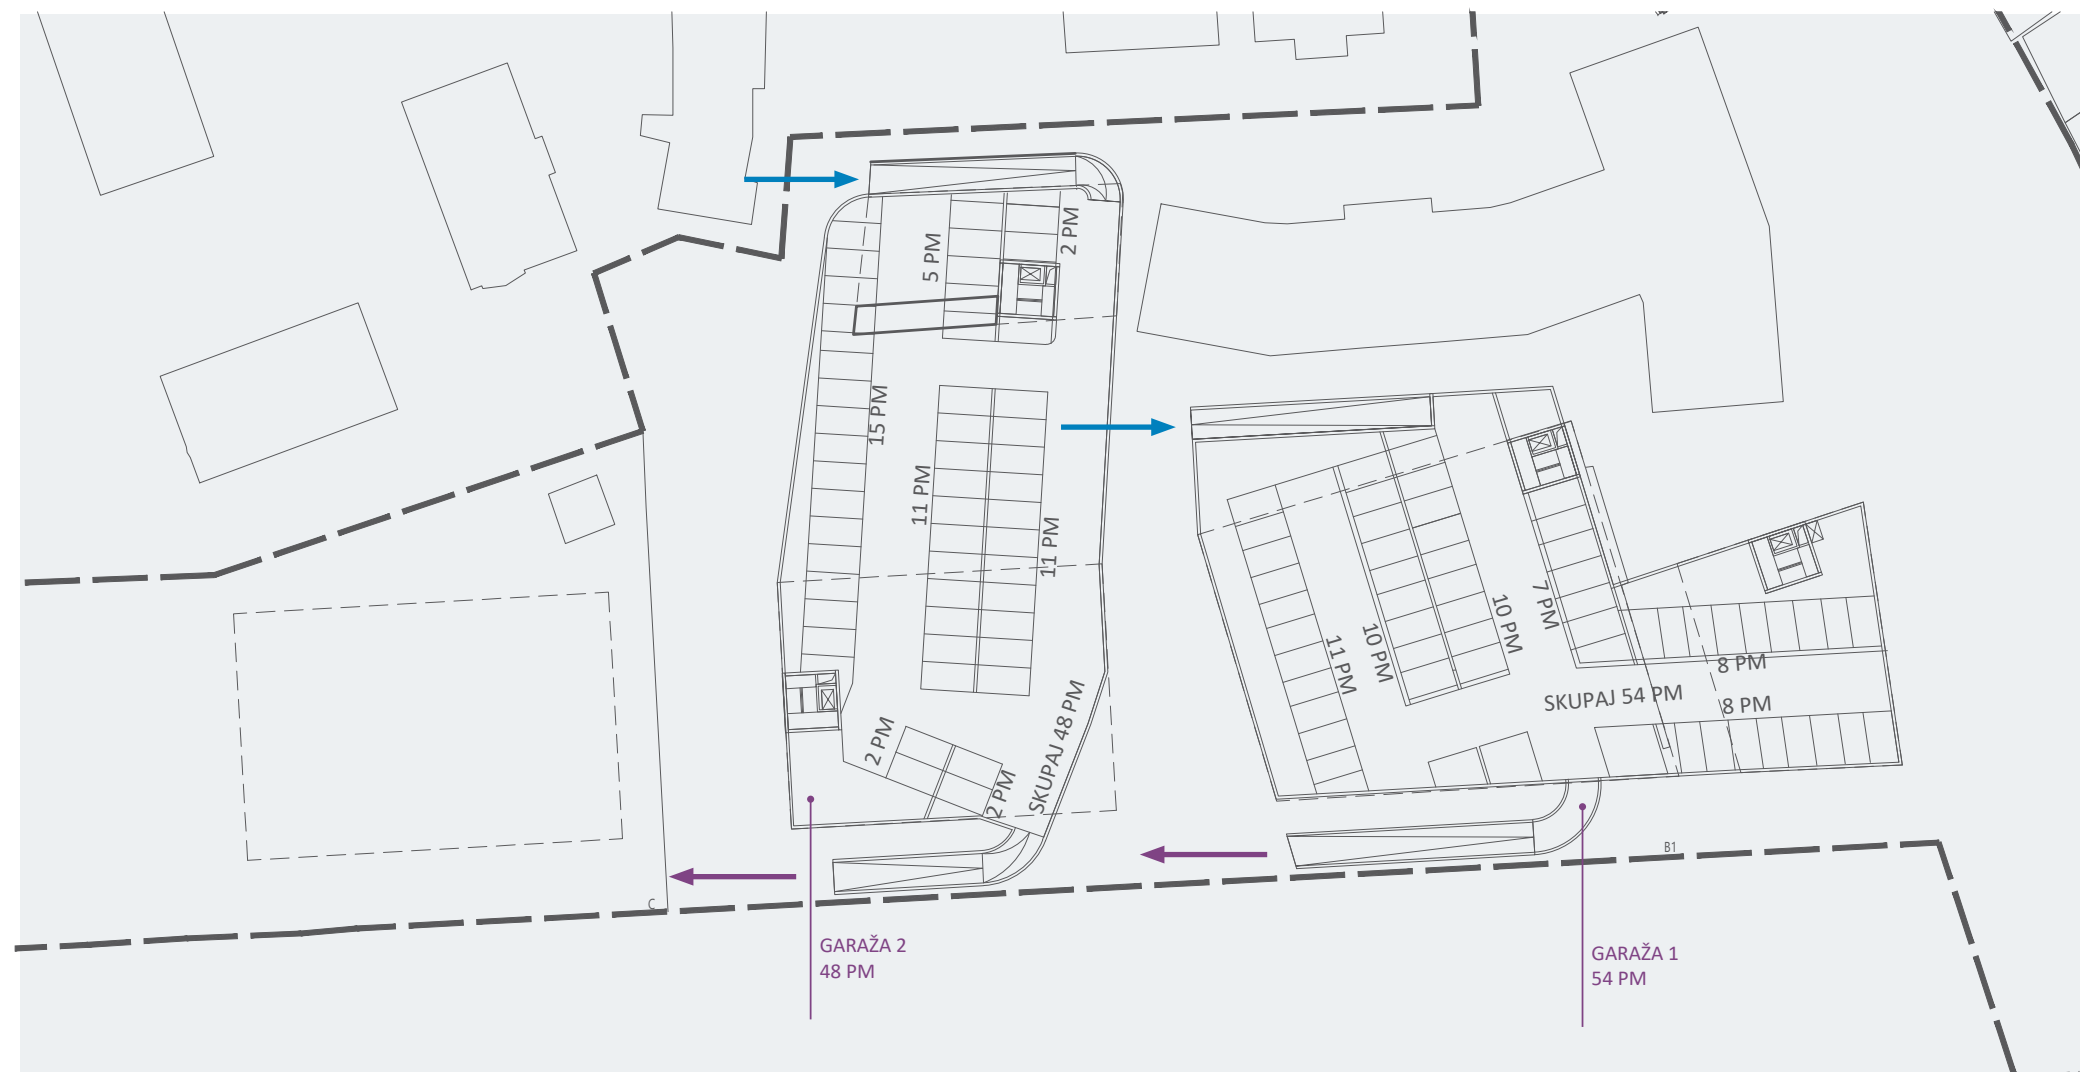 2 PM
5 PM
15 PM
11 PM
11 PM
2 PM
2 PM
SKUPAJ 48 PM
11 PM
10 PM
10 PM
7 PM
8 PM
SKUPAJ 54 PM
8 PM
B1
C
GARAŽA 2
48 PM
GARAŽA 1
54 PM